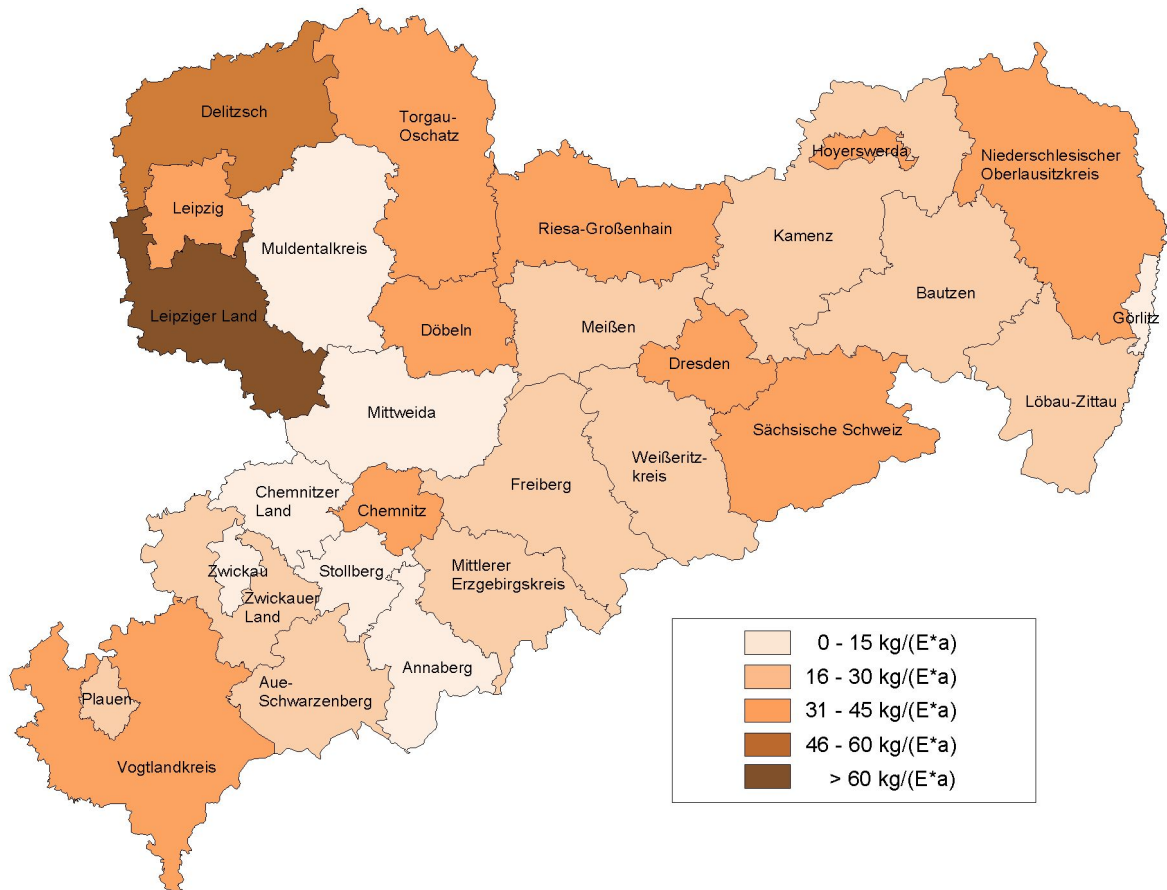 Delitzsch
Torgau-
Oschatz
Hoyerswerda
Niederschlesischer
Oberlausitzkreis
Leipzig
Riesa-Großenhain
Kamenz
Muldentalkreis
Bautzen
Leipziger Land
Döbeln
Meißen
Görlitz
Dresden
Mittweida
Löbau-Zittau
Sächsische Schweiz
Weißeritz-
kreis
Freiberg
Chemnitzer
Land
Chemnitz
Zwickau
Stollberg
Mittlerer
Erzgebirgskreis
Zwickauer
Land
Annaberg
Aue-
Schwarzenberg
Plauen
Vogtlandkreis
0 - 15 kg/(E*a)
16 - 30 kg/(E*a)
31 - 45 kg/(E*a)
46 - 60 kg/(E*a)
> 60 kg/(E*a)